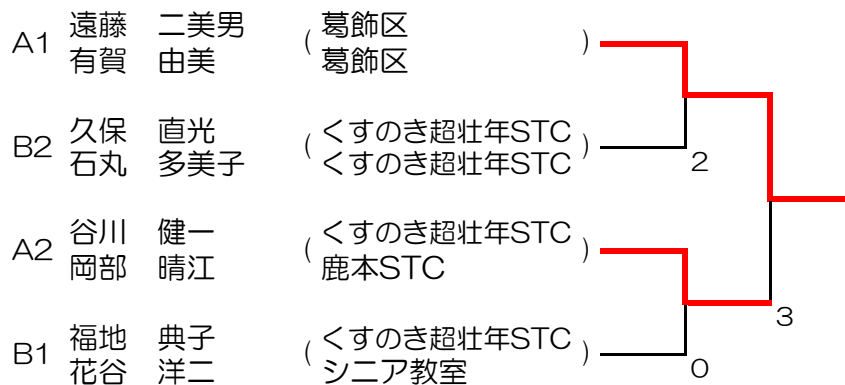 A1 遠藤 二美男 ( 葛飾区 )
有賀 由美 葛飾区
B2 久保 直光 ( くすのき超壮年STC )
石丸 多美子 くすのき超壮年STC
2
A2 谷川 健一 ( くすのき超壮年STC )
岡部 晴江 鹿本STC
3
B1 福地 典子 ( くすのき超壮年STC )
花谷 洋二 シニア教室
0